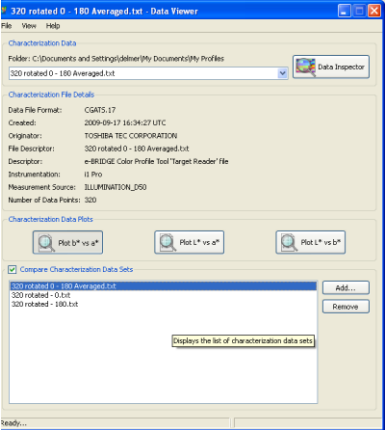 320 rotated 0 - 180 Averaged.txt - Data Viewer
File View Help
Characterization Data
Folder: C:\Documents and Settings\delmer\My Documents\My Profiles
320 rotated 0 - 180 Averaged.txt
Data Inspector
Characterization File Details
Data File Format: CGATS.17
Created: 2009-09-17 16:34:27 UTC
Originator: TOSHIBA TEC CORPORATION
File Descriptor: 320 rotated 0 - 180 Averaged.txt
Descriptor: e-BRIDGE Color Profile Tool 'Target Reader' file
Instrumentation: i1 Pro
Measurement Source: ILLUMINATION_D50
Number of Data Points: 320
Characterization Data Plots
Plot b* vs a*
Plot L* vs a*
Plot L* vs b*
Compare Characterization Data Sets
320 rotated 0 - 180 Averaged.txt
320 rotated - 0.txt
320 rotated - 180.txt
Add...
Remove
Displays the list of characterization data sets
Ready...